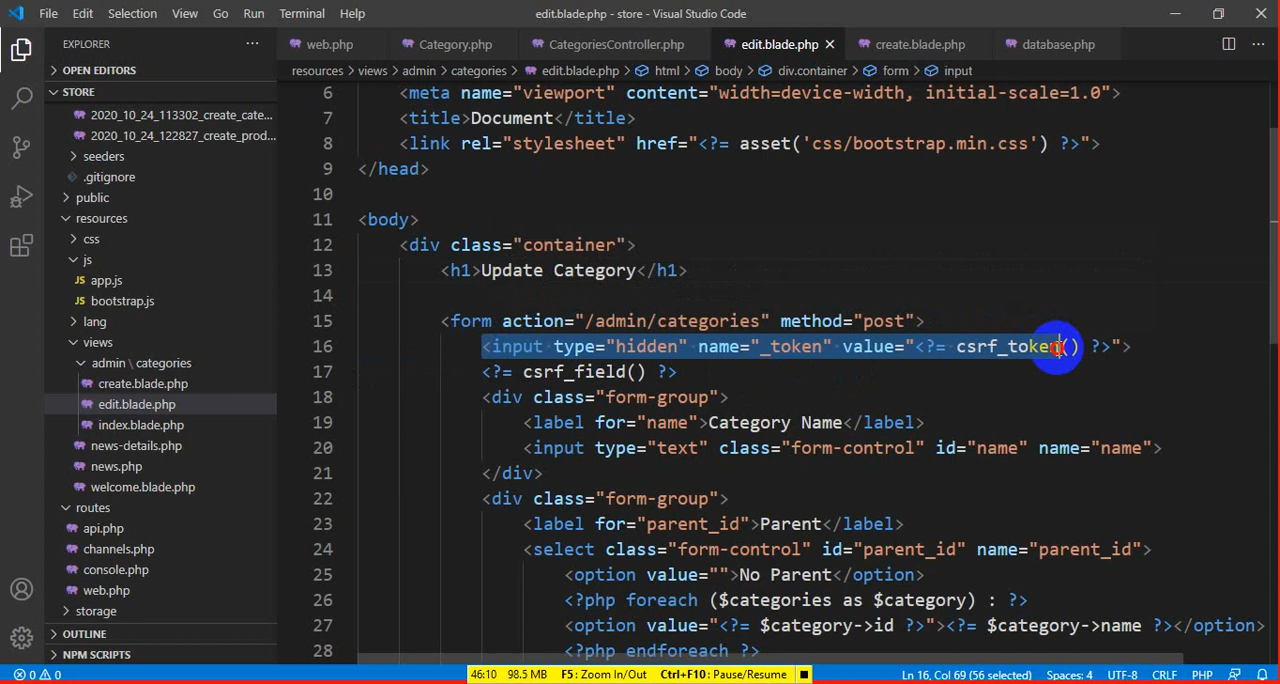 File Edit Selection View Go Run Terminal Help edit.blade.php - store - Visual Studio Code
EXPLORER ...
web.php Category.php CategoriesController.php edit.blade.php create.blade.php database.php
OPEN EDITORS
resources > views > admin > categories > edit.blade.php > html > body > div.container > form > input
STORE
2020_10_24_113302_create_cate...
2020_10_24_122827_create_prod...
seeders
.gitignore
public
resources
css
js
JS app.js
JS bootstrap.js
lang
views
admin \ categories
create.blade.php
edit.blade.php
index.blade.php
news-details.php
news.php
welcome.blade.php
routes
api.php
channels.php
console.php
web.php
storage
OUTLINE
NPM SCRIPTS
6 <meta name="viewport" content="width=device-width, initial-scale=1.0">
7 <title>Document</title>
8 <link rel="stylesheet" href="<?= asset('css/bootstrap.min.css') ?>">
9 </head>
10
11 <body>
12 <div class="container">
13 <h1>Update Category</h1>
14
15 <form action="/admin/categories" method="post">
16 <input type="hidden" name="_token" value="<?= csrf_token() ?>">
17 <?= csrf_field() ?>
18 <div class="form-group">
19 <label for="name">Category Name</label>
20 <input type="text" class="form-control" id="name" name="name">
21 </div>
22 <div class="form-group">
23 <label for="parent_id">Parent</label>
24 <select class="form-control" id="parent_id" name="parent_id">
25 <option value="">No Parent</option>
26 <?php foreach ($categories as $category) : ?>
27 <option value="<?= $category->id ?>"><?= $category->name ?></option>
28 <?php endforeach ?>
0 0 46:10 98.5 MB F5: Zoom In/Out Ctrl+F10: Pause/Resume Ln 16, Col 69 (56 selected) Spaces: 4 UTF-8 CRLF PHP